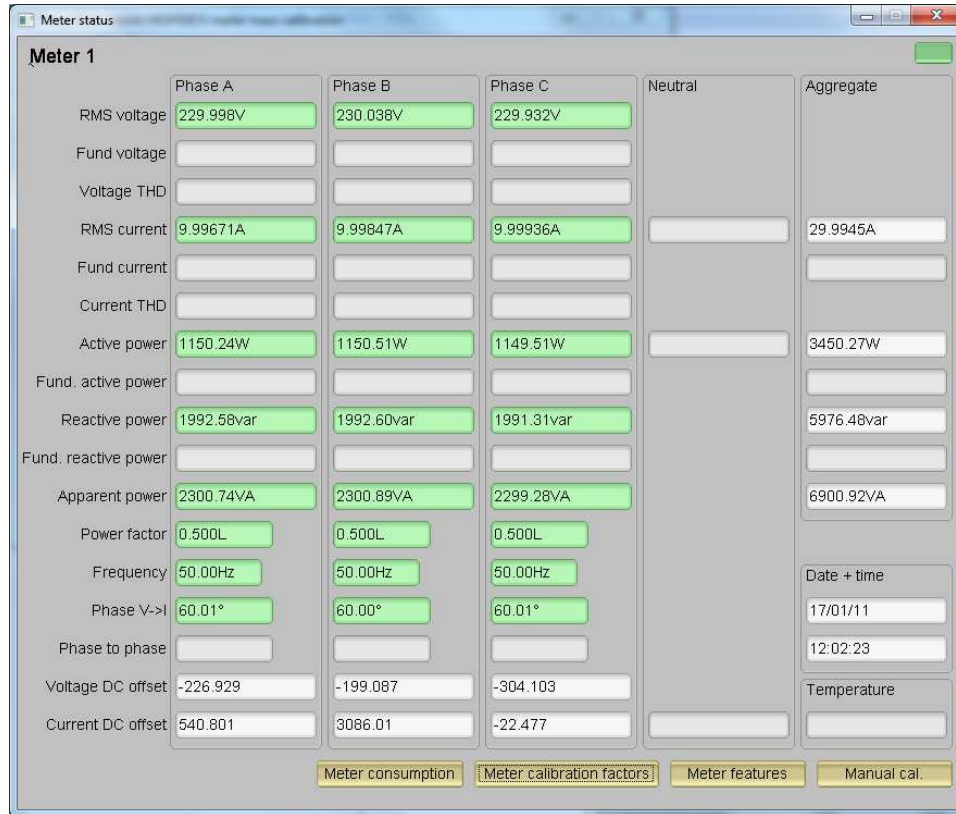 Meter status
Meter 1
Phase A Phase B Phase C Neutral Aggregate
RMS voltage 229.998V 230.038V 229.932V
Fund voltage
Voltage THD
RMS current 9.99671A 9.99847A 9.99936A 29.9945A
Fund current
Current THD
Active power 1150.24W 1150.51W 1149.51W 3450.27W
Fund. active power
Reactive power 1992.58var 1992.60var 1991.31var 5976.48var
Fund. reactive power
Apparent power 2300.74VA 2300.89VA 2299.28VA 6900.92VA
Power factor 0.500L 0.500L 0.500L
Frequency 50.00Hz 50.00Hz 50.00Hz Date + time
Phase V->I 60.01° 60.00° 60.01° 17/01/11
Phase to phase 12:02:23
Voltage DC offset -226.929 -199.087 -304.103 Temperature
Current DC offset 540.801 3086.01 -22.477
Meter consumption Meter calibration factors Meter features Manual cal.